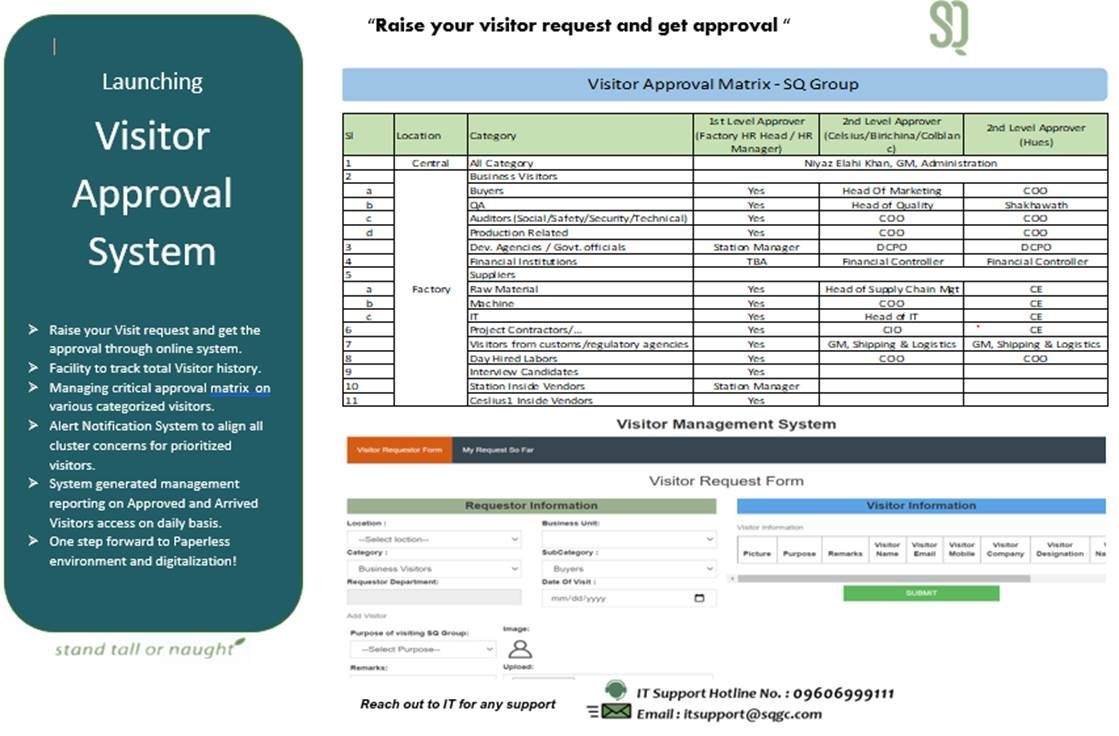 Launching
Visitor
Approval
System
Raise your Visit request and get the
approval through online system.
Facility to track total Visitor history.
Managing critical approval matrix on
various categorized visitors.
Alert Notification System to align all
cluster concerns for prioritized
visitors.
System generated management
reporting on Approved and Arrived
Visitors access on daily basis.
One step forward to Paperless
environment and digitalization!
stand tall or naught
“Raise your visitor request and get approval “
SQ
Visitor Approval Matrix - SQ Group
Sl Location Category 1st Level Approver (Factory HR Head / HR Manager) 2nd Level Approver (Celsius/Birichina/Colblanc) 2nd Level Approver (Hues)
1 Central All Category Niyaz Elahi Khan, GM, Administration
2 Business Visitors
a Buyers Yes Head Of Marketing COO
b QA Yes Head of Quality Shakhawath
c Auditors(Social/Safety/Security/Technical) Yes COO COO
d Production Related Yes COO COO
3 Dev. Agencies / Govt. officials Station Manager DCPO DCPO
4 Financial Institutions TBA Financial Controller Financial Controller
5 Suppliers
a Factory Raw Material Yes Head of Supply Chain Mgt CE
b Machine Yes COO CE
c IT Yes Head of IT CE
6 Project Contractors/... Yes CIO CE
7 Visitors from customs/regulatory agencies Yes GM, Shipping & Logistics GM, Shipping & Logistics
8 Day Hired Labors Yes COO COO
9 Interview Candidates Yes
10 Station Inside Vendors Station Manager
11 Ceslius1 Inside Vendors Yes
Visitor Management System
Visitor Requestor Form My Request So Far
Visitor Request Form
Requestor Information
Location : Business Unit:
--Select loction--
Category : SubCategory :
Business Visitors Buyers
Requestor Department: Date Of Visit :
mm/dd/yyyy
Add Visitor
Purpose of visiting SQ Group: Image:
--Select Purpose--
Remarks: Upload:
Visitor Information
Visitor Information
Picture Purpose Remarks Visitor Name Visitor Email Visitor Mobile Visitor Company Visitor Designation
SUBMIT
Reach out to IT for any support
IT Support Hotline No. : 09606999111
Email : itsupport@sqgc.com